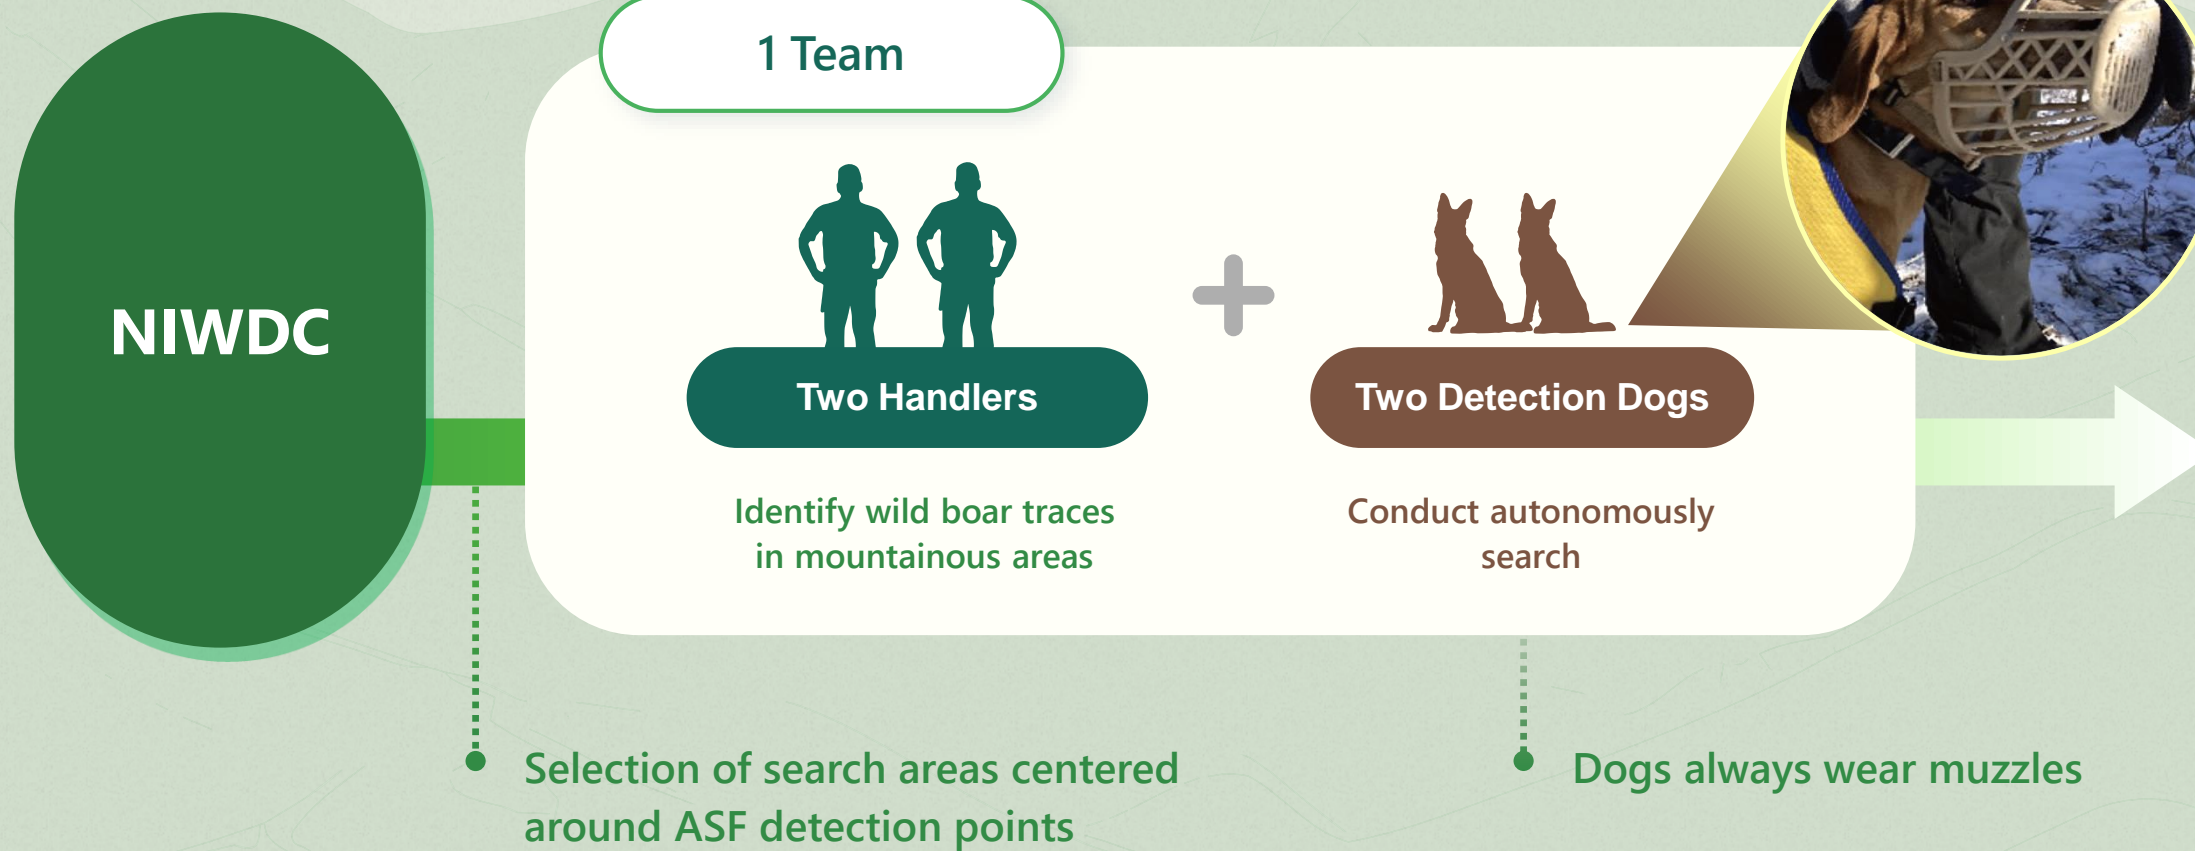 1 Team
NIWDC
Two Handlers
Two Detection Dogs
Identify wild boar traces
in mountainous areas
Conduct autonomously
search
Selection of search areas centered
around ASF detection points
Dogs always wear muzzles